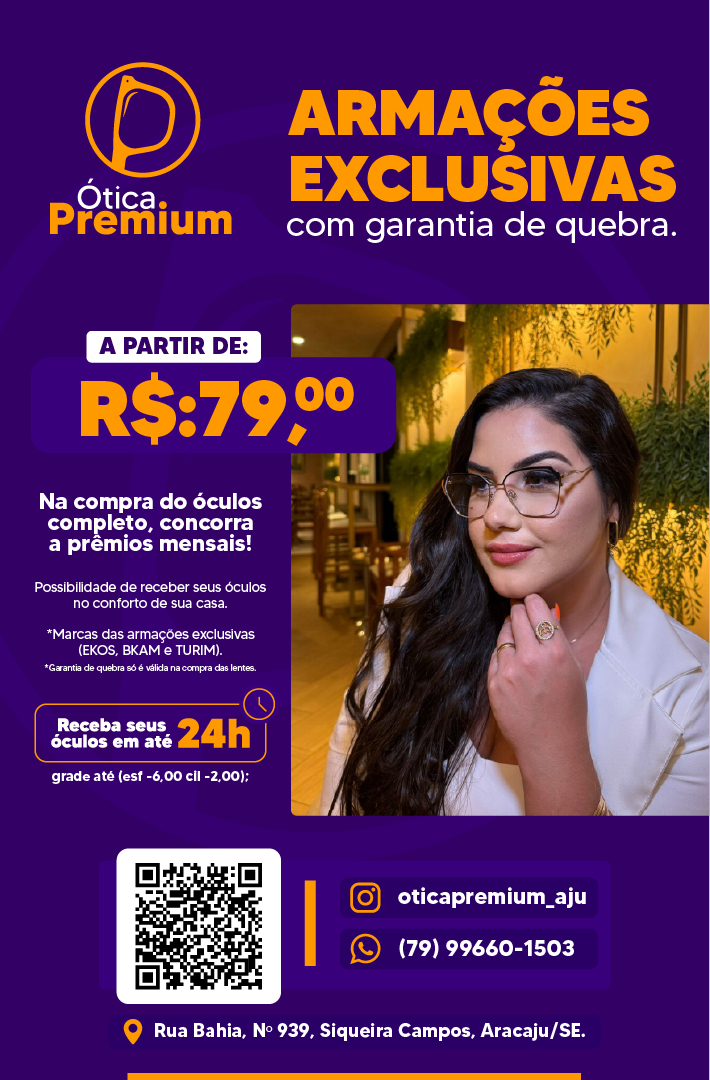 Ótica
Premium
ARMAÇÕES
EXCLUSIVAS
com garantia de quebra.
A PARTIR DE:
R$:79,00
Na compra do óculos
completo, concorra
a prêmios mensais!
Possibilidade de receber seus óculos
no conforto de sua casa.
*Marcas das armações exclusivas
(EKOS, BKAM e TURIM).
*Garantia de quebra só é válida na compra das lentes.
Receba seus
óculos em até 24h
grade até (esf -6,00 cil -2,00);
oticapremium_aju
(79) 99660-1503
Rua Bahia, Nº 939, Siqueira Campos, Aracaju/SE.